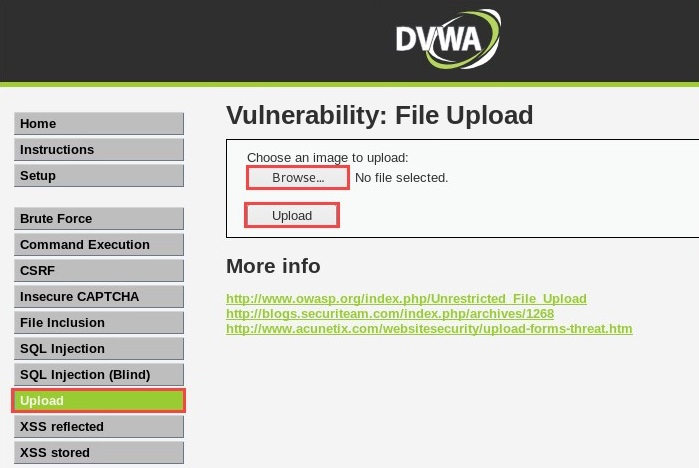 DVWA
Home
Instructions
Setup
Brute Force
Command Execution
CSRF
Insecure CAPTCHA
File Inclusion
SQL Injection
SQL Injection (Blind)
Upload
XSS reflected
XSS stored
Vulnerability: File Upload
Choose an image to upload:
Browse... No file selected.
Upload
More info
http://www.owasp.org/index.php/Unrestricted_File_Upload
http://blogs.securiteam.com/index.php/archives/1268
http://www.acunetix.com/websitesecurity/upload-forms-threat.htm